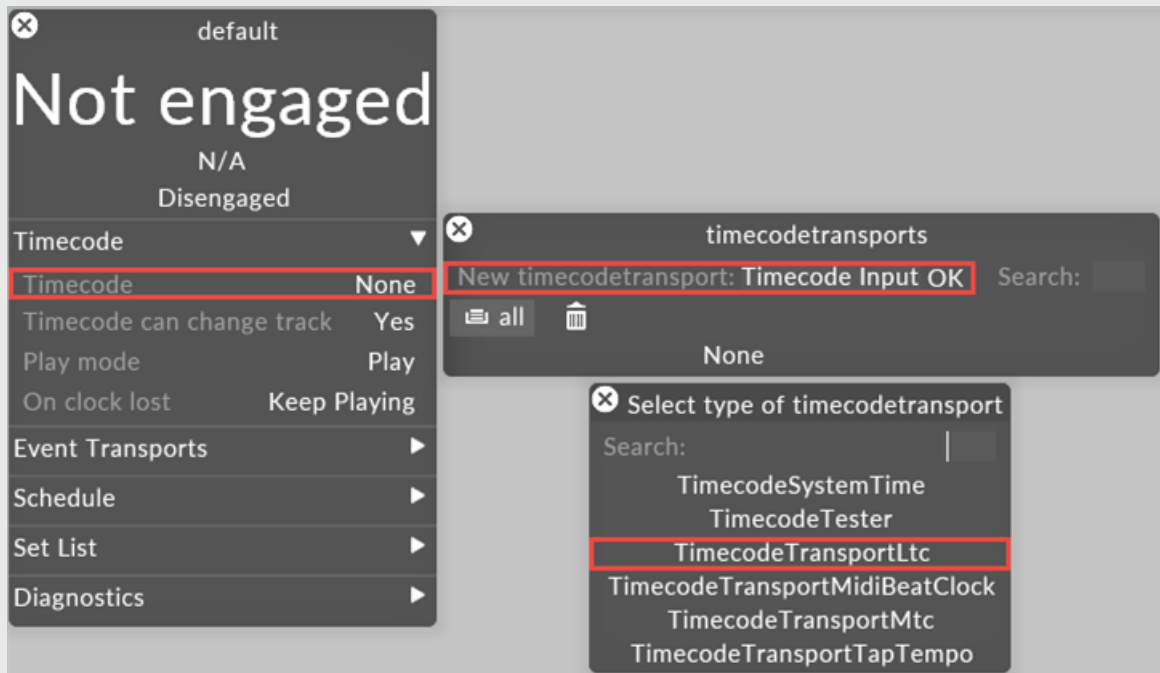 default
Not engaged
N/A
Disengaged
Timecode
Timecode None
Timecode can change track Yes
Play mode Play
On clock lost Keep Playing
Event Transports
Schedule
Set List
Diagnostics
timecodetransports
New timecodetransport: Timecode Input OK Search:
all
None
Select type of timecodetransport
Search:
TimecodeSystemTime
TimecodeTester
TimecodeTransportLtc
TimecodeTransportMidiBeatClock
TimecodeTransportMtc
TimecodeTransportTapTempo